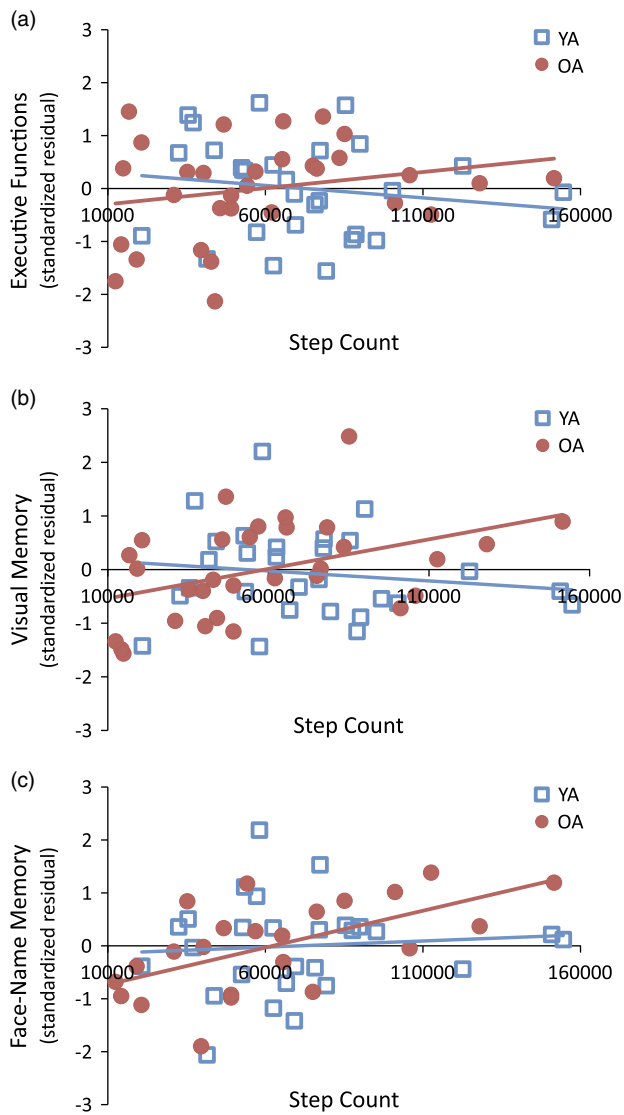 (a)
Executive Functions
(standardized residual)
3
2
1
0
-1
-2
-3
10000
60000
110000
160000
Step Count
YA
OA
(b)
Visual Memory
(standardized residual)
3
2
1
0
-1
-2
-3
10000
60000
110000
160000
Step Count
YA
OA
(c)
Face-Name Memory
(standardized residual)
3
2
1
0
-1
-2
-3
10000
60000
110000
160000
Step Count
YA
OA